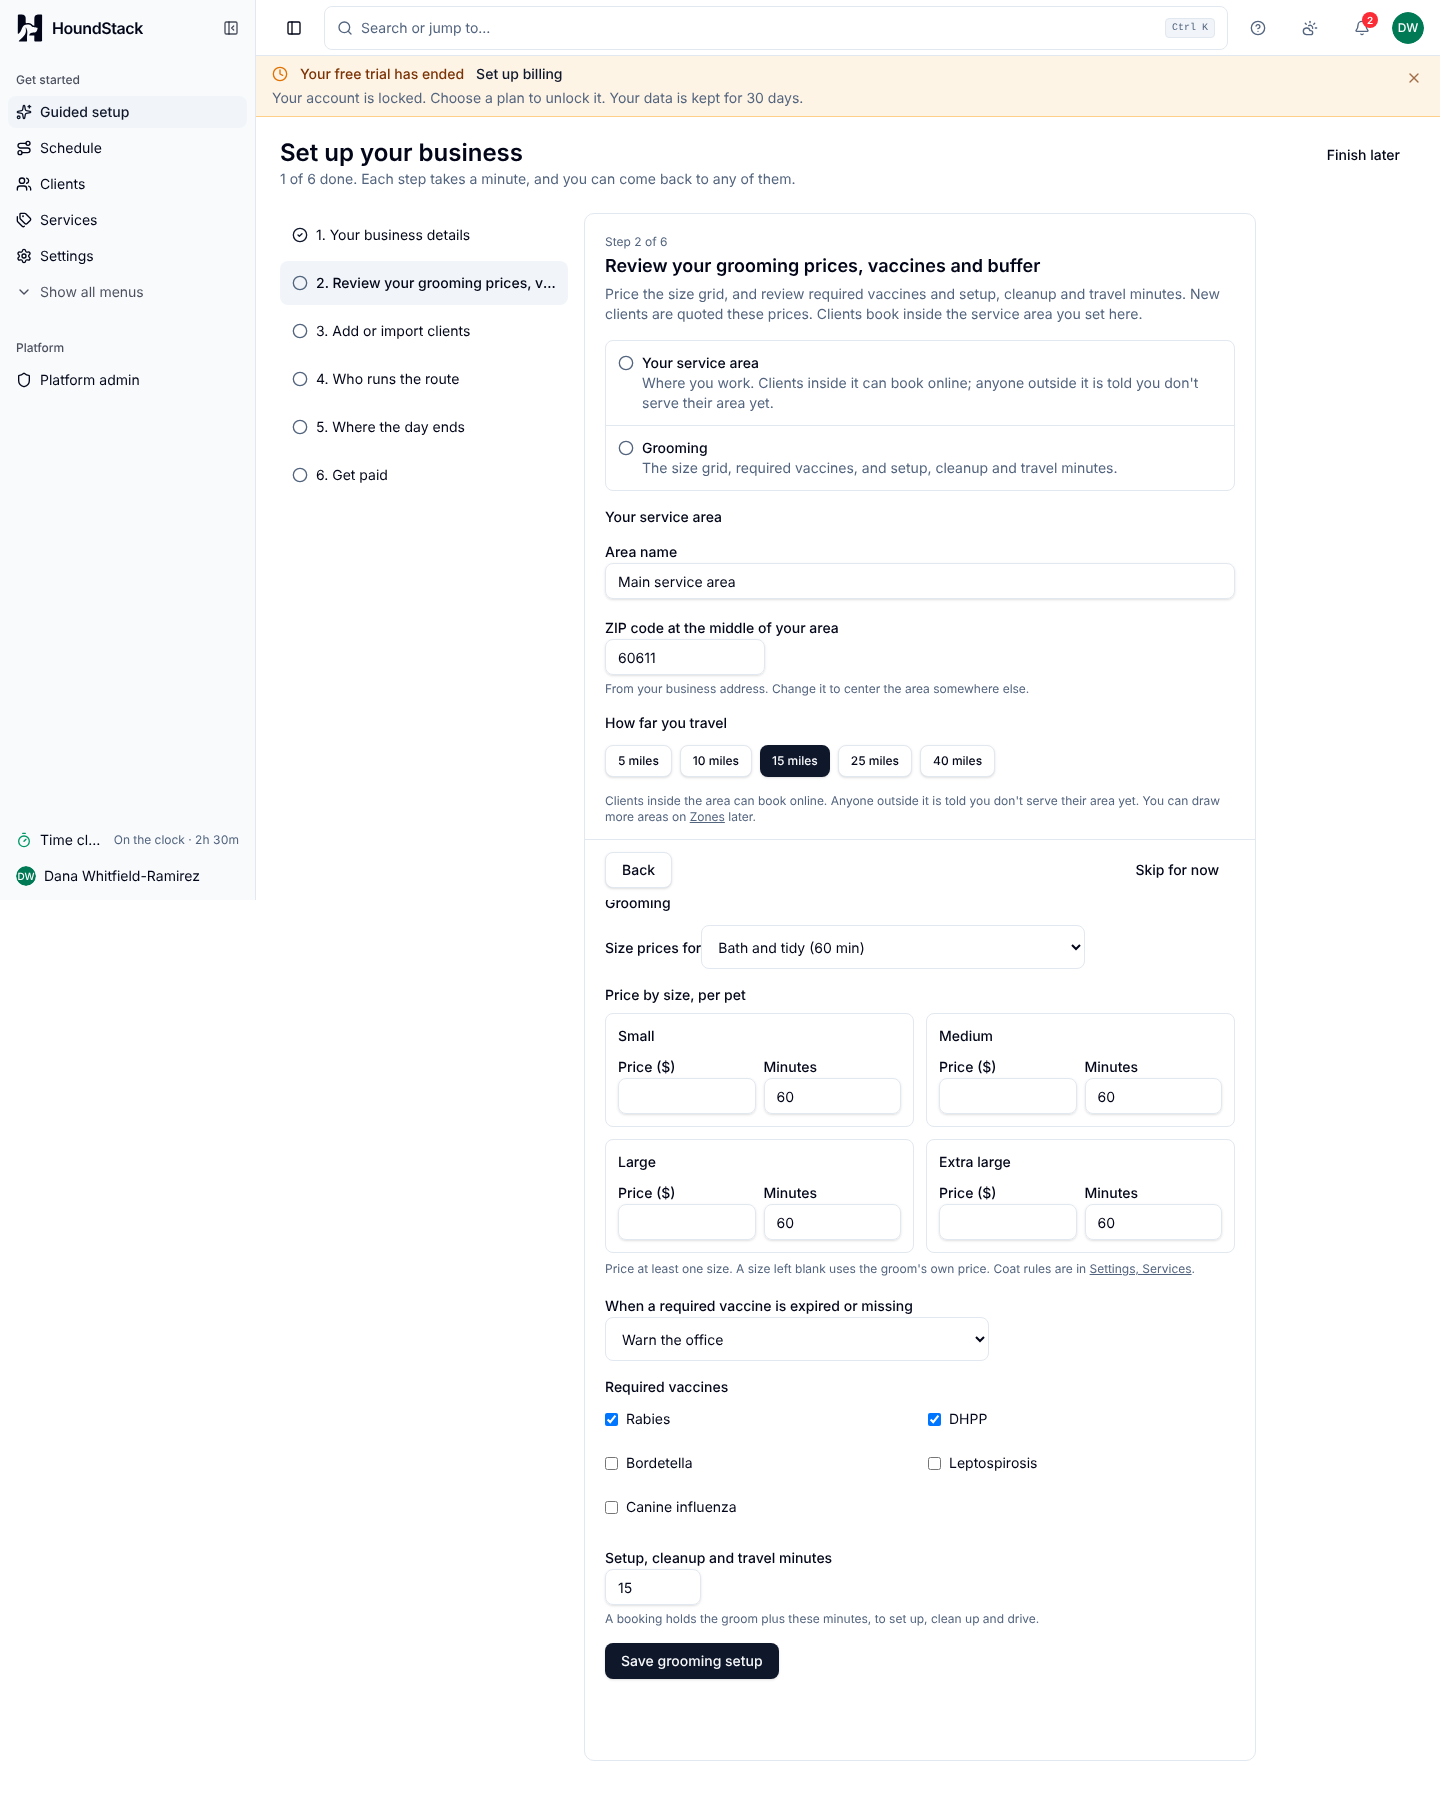 HoundStack
Search or jump to...
Ctrl K
2
DW
Get started
Guided setup
Schedule
Clients
Services
Settings
Show all menus
Platform
Platform admin
Time cl...
On the clock · 2h 30m
DW
Dana Whitfield-Ramirez
Your free trial has ended
Set up billing
Your account is locked. Choose a plan to unlock it. Your data is kept for 30 days.
Set up your business
Finish later
1 of 6 done. Each step takes a minute, and you can come back to any of them.
1. Your business details
2. Review your grooming prices, v...
3. Add or import clients
4. Who runs the route
5. Where the day ends
6. Get paid
Step 2 of 6
Review your grooming prices, vaccines and buffer
Price the size grid, and review required vaccines and setup, cleanup and travel minutes. New
clients are quoted these prices. Clients book inside the service area you set here.
Your service area
Where you work. Clients inside it can book online; anyone outside it is told you don't
serve their area yet.
Grooming
The size grid, required vaccines, and setup, cleanup and travel minutes.
Your service area
Area name
Main service area
ZIP code at the middle of your area
60611
From your business address. Change it to center the area somewhere else.
How far you travel
5 miles
10 miles
15 miles
25 miles
40 miles
Clients inside the area can book online. Anyone outside it is told you don't serve their area yet. You can draw
more areas on Zones later.
Back
Skip for now
Grooming
Size prices for
Bath and tidy (60 min)
Price by size, per pet
Small
Price ($)
Minutes
60
Medium
Price ($)
Minutes
60
Large
Price ($)
Minutes
60
Extra large
Price ($)
Minutes
60
Price at least one size. A size left blank uses the groom's own price. Coat rules are in Settings, Services.
When a required vaccine is expired or missing
Warn the office
Required vaccines
Rabies
DHPP
Bordetella
Leptospirosis
Canine influenza
Setup, cleanup and travel minutes
15
A booking holds the groom plus these minutes, to set up, clean up and drive.
Save grooming setup